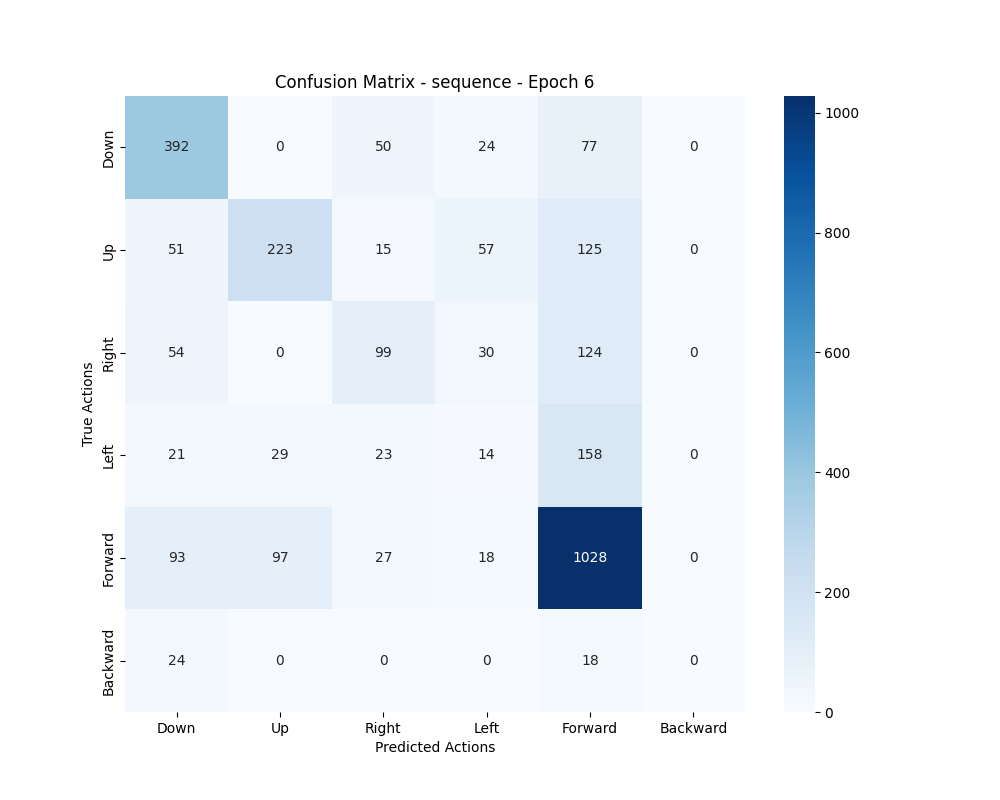 Confusion Matrix - sequence - Epoch 6
True Actions
Down 392 0 50 24 77 0
Up 51 223 15 57 125 0
Right 54 0 99 30 124 0
Left 21 29 23 14 158 0
Forward 93 97 27 18 1028 0
Backward 24 0 0 0 18 0
Down Up Right Left Forward Backward
Predicted Actions
1000
800
600
400
200
0